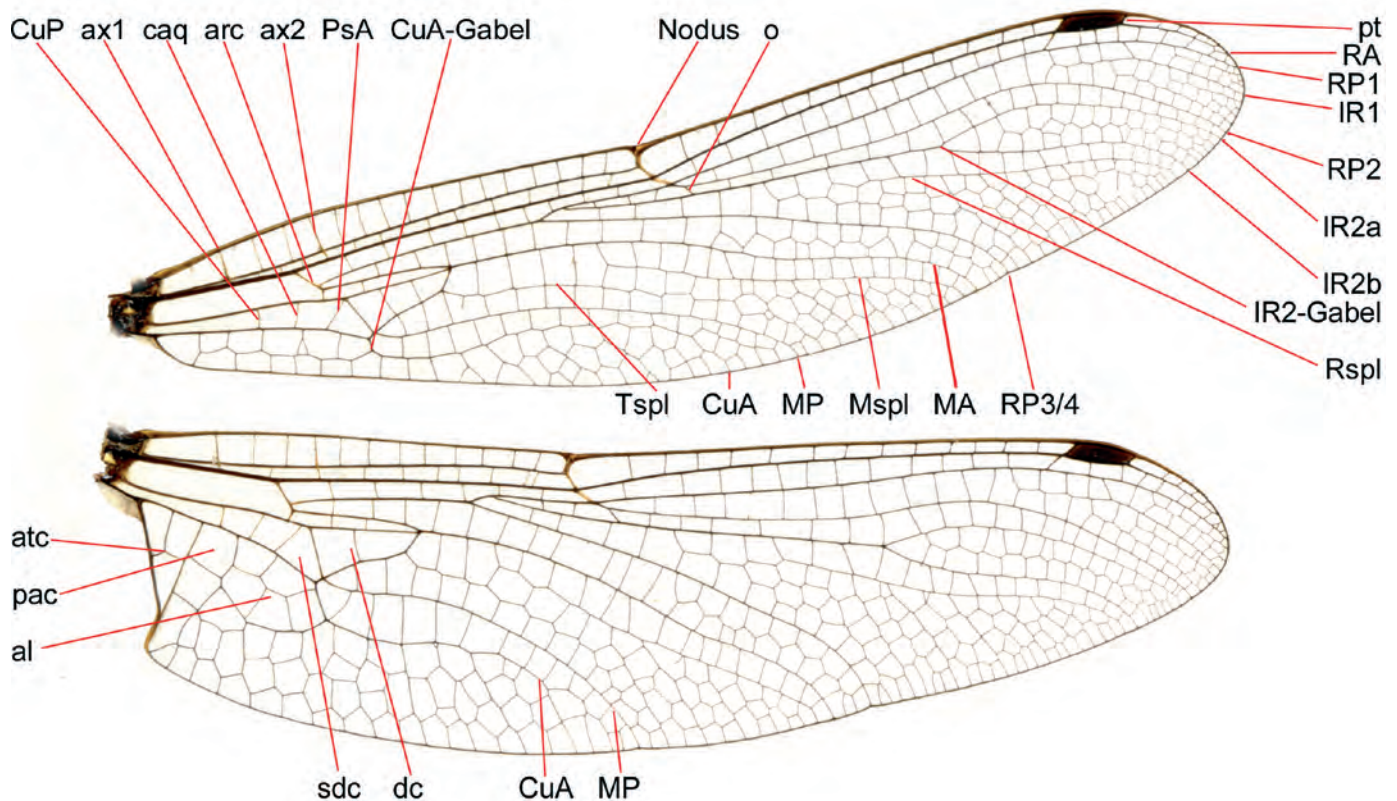 CuP ax1 caq arc ax2 PsA CuA-Gabel Nodus o
pt
RA
RP1
IR1
RP2
IR2a
IR2b
IR2-Gabel
Rspl
Tspl CuA MP Mspl MA RP3/4
atc
pac
al
sdc dc CuA MP